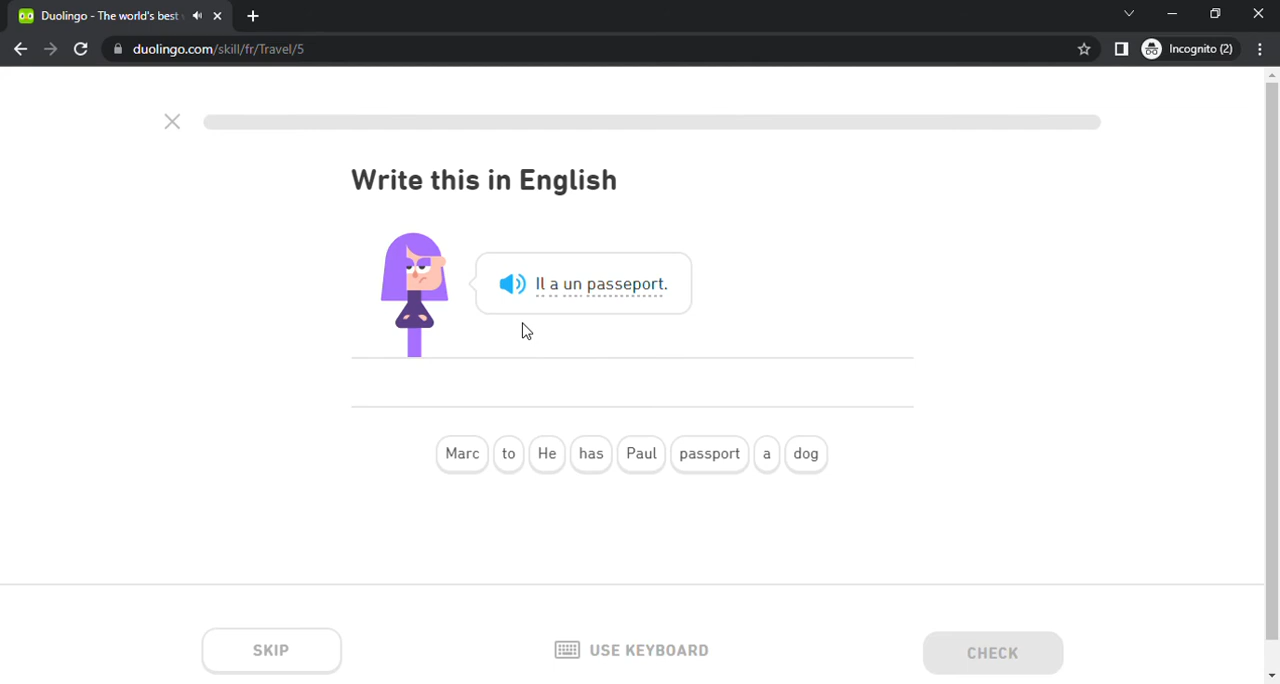 Duolingo - The world's best
duolingo.com/skill/fr/Travel/5
Incognito (2)
Write this in English
Il a un passeport.
Marc to He has Paul passport a dog
SKIP
USE KEYBOARD
CHECK